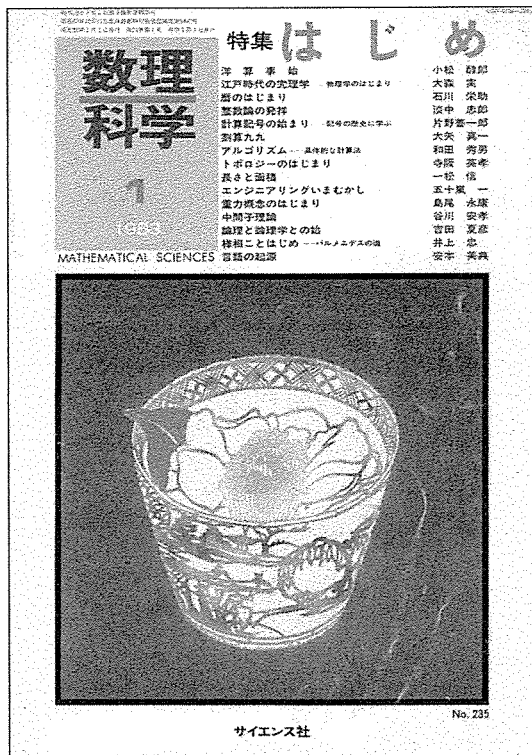 数理
科学
1
1983
MATHEMATICAL SCIENCES
特集 はじめ
洋算事始 小松 醇郎
江戸時代の究理学 --物理学のはじまり 大森 実
暦のはじまり 石川 栄助
整数論の発祥 淡中 忠郎
計算記号の始まり --記号の歴史に学ぶ 片野善一郎
割算九九 大矢 真一
アルゴリズム --具体的な計算法 和田 秀男
トポロジーのはじまり 寺阪 英孝
長さと面積 一松 信
エンジニアリングいまむかし 五十嵐 一
重力概念のはじまり 島尾 永康
中間子理論 谷川 安孝
論理と論理学との始 吉田 夏彦
様相ことはじめ --パルメニデスの道 井上 忠
言語の起源 安本 美典
No. 235
サイエンス社